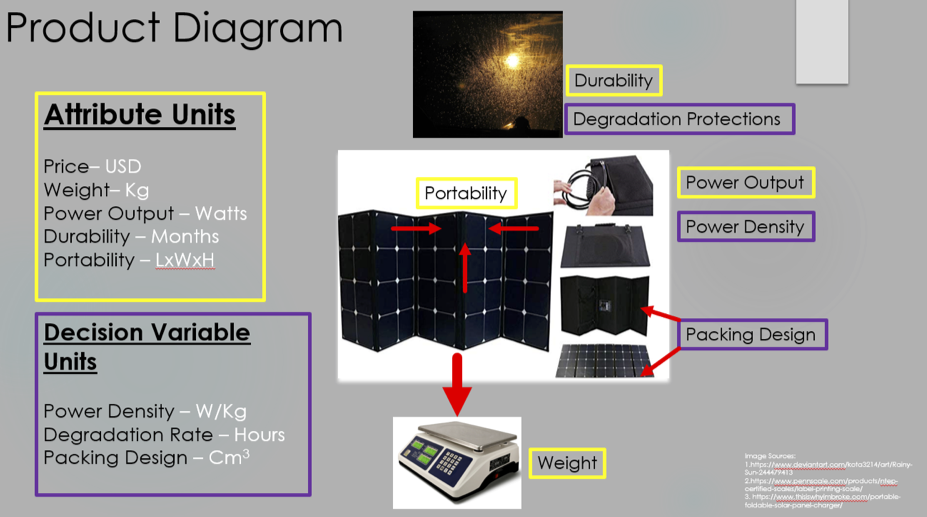 Product Diagram
Attribute Units
Price– USD
Weight– Kg
Power Output – Watts
Durability – Months
Portability – LxWxH
Decision Variable
Units
Power Density – W/Kg
Degradation Rate – Hours
Packing Design – Cm³
Durability
Degradation Protections
Portability
Power Output
Power Density
Packing Design
Weight
Image Sources:
1.https://www.deviantart.com/kota3214/art/Rainy-
Sun-244479413
2.https://www.pennscale.com/products/ntep-
certified-scales/label-printing-scale/
3. https://www.thisiswhyimbroke.com/portable-
foldable-solar-panel-charger/